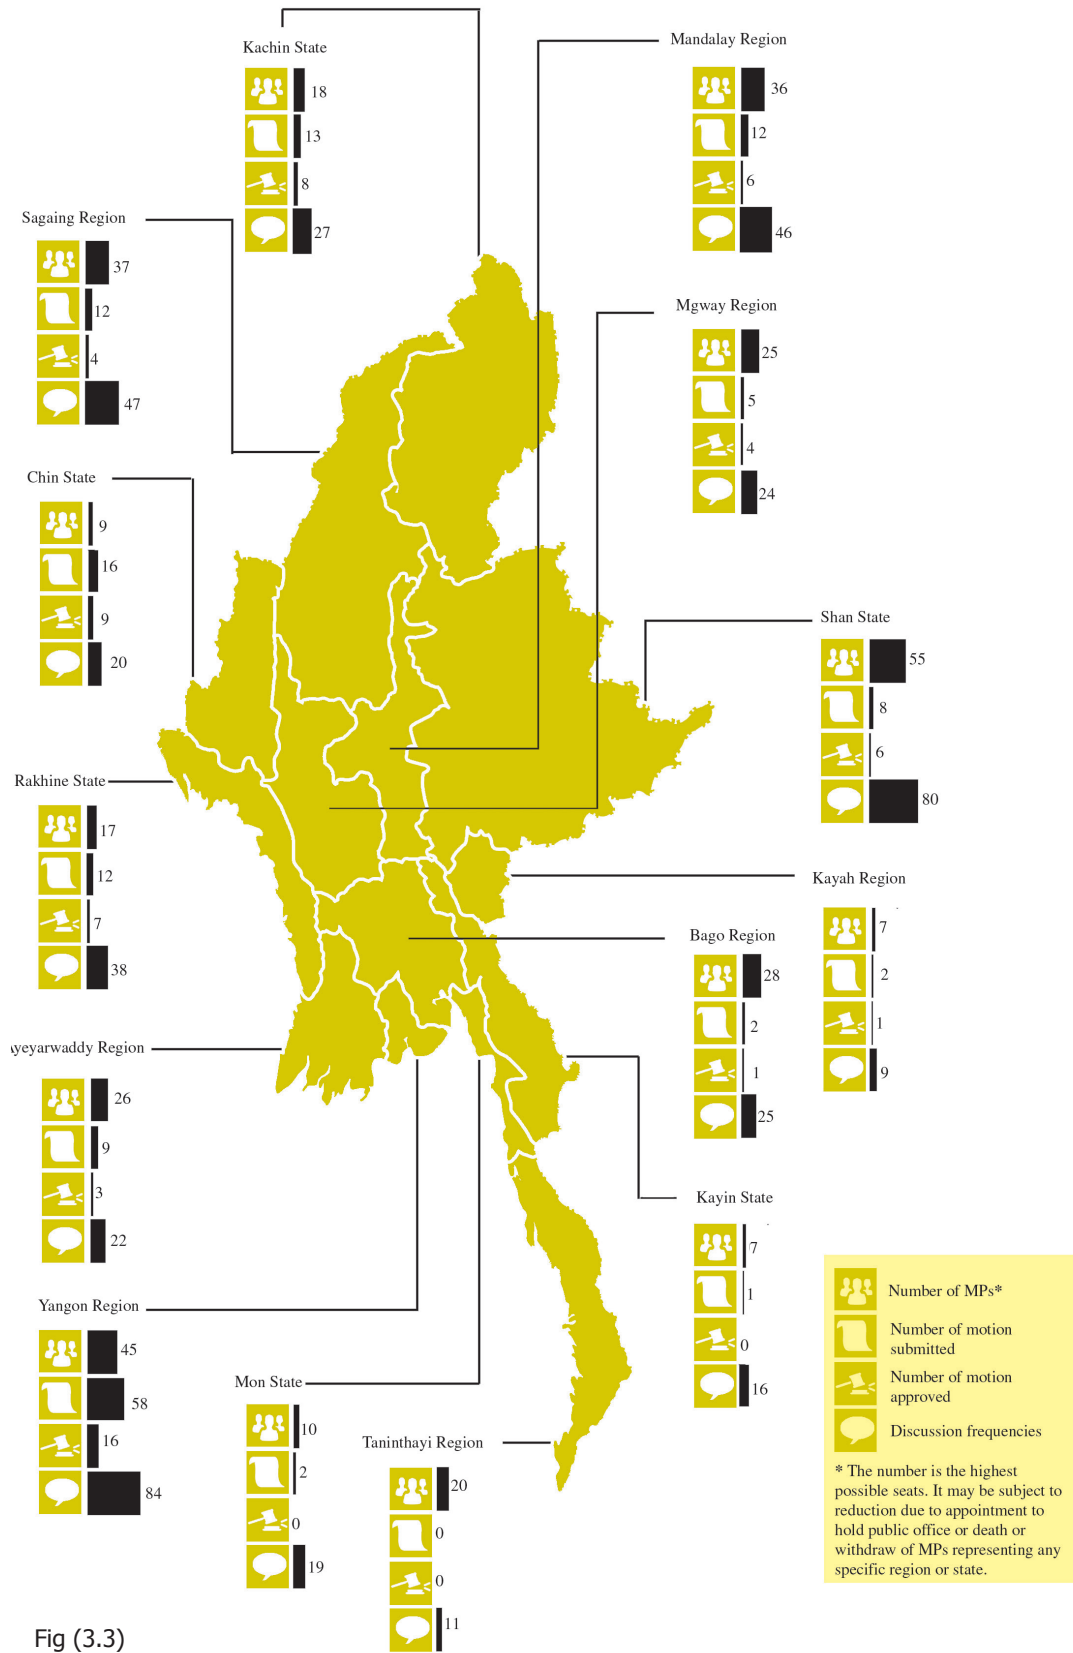 Kachin State
18
13
8
27
Mandalay Region
36
12
6
46
Sagaing Region
37
12
4
47
Mgway Region
25
5
4
24
Chin State
9
16
9
20
Shan State
55
8
6
80
Rakhine State
17
12
7
38
Kayah Region
7
2
1
9
Bago Region
28
2
1
25
yeyarwaddy Region
26
9
3
22
Kayin State
7
1
0
16
Yangon Region
45
58
16
84
Mon State
10
2
0
19
Taninthayi Region
20
0
0
11
Number of MPs*
Number of motion
submitted
Number of motion
approved
Discussion frequencies
* The number is the highest
possible seats. It may be subject to
reduction due to appointment to
hold public office or death or
withdraw of MPs representing any
specific region or state.
Fig (3.3)